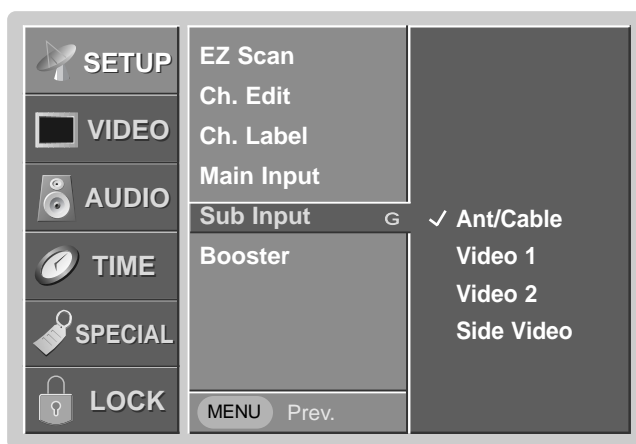 SETUP
VIDEO
AUDIO
TIME
SPECIAL
LOCK
EZ Scan
Ch. Edit
Ch. Label
Main Input
Sub Input G
Booster
MENU Prev.
Ant/Cable
Video 1
Video 2
Side Video